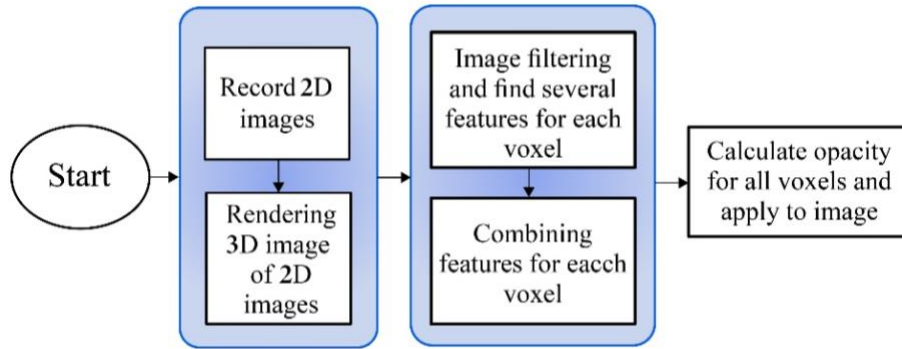 Start
Record 2D
images
Rendering
3D image
of 2D
images
Image filtering
and find several
features for each
voxel
Combining
features for eacch
voxel
Calculate opacity
for all voxels and
apply to image